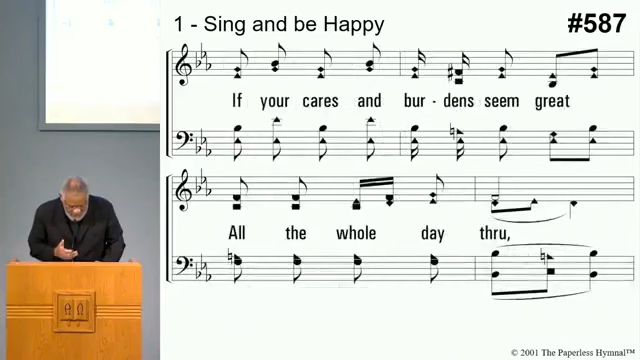 1 - Sing and be Happy
#587
If your cares and bur - dens seem great
All the whole day thru,
© 2001 The Paperless Hymnal™